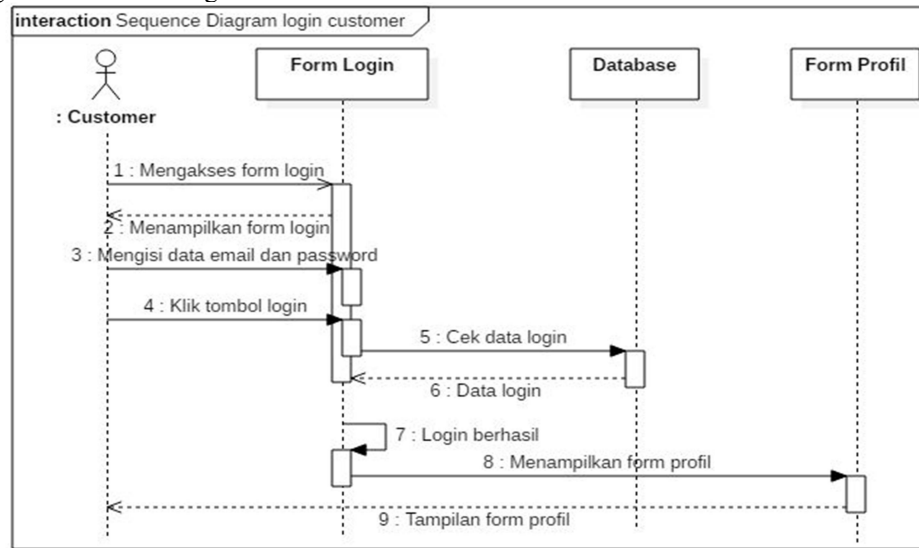 interaction Sequence Diagram login customer
Form Login
Database
Form Profil
: Customer
1 : Mengakses form login
2 : Menampilkan form login
3 : Mengisi data email dan password
4 : Klik tombol login
5 : Cek data login
6 : Data login
7 : Login berhasil
8 : Menampilkan form profil
9 : Tampilan form profil